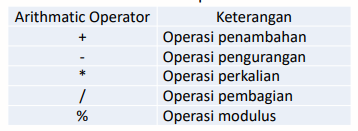 Arithmatic Operator Keterangan
+ Operasi penambahan
- Operasi pengurangan
* Operasi perkalian
/ Operasi pembagian
% Operasi modulus